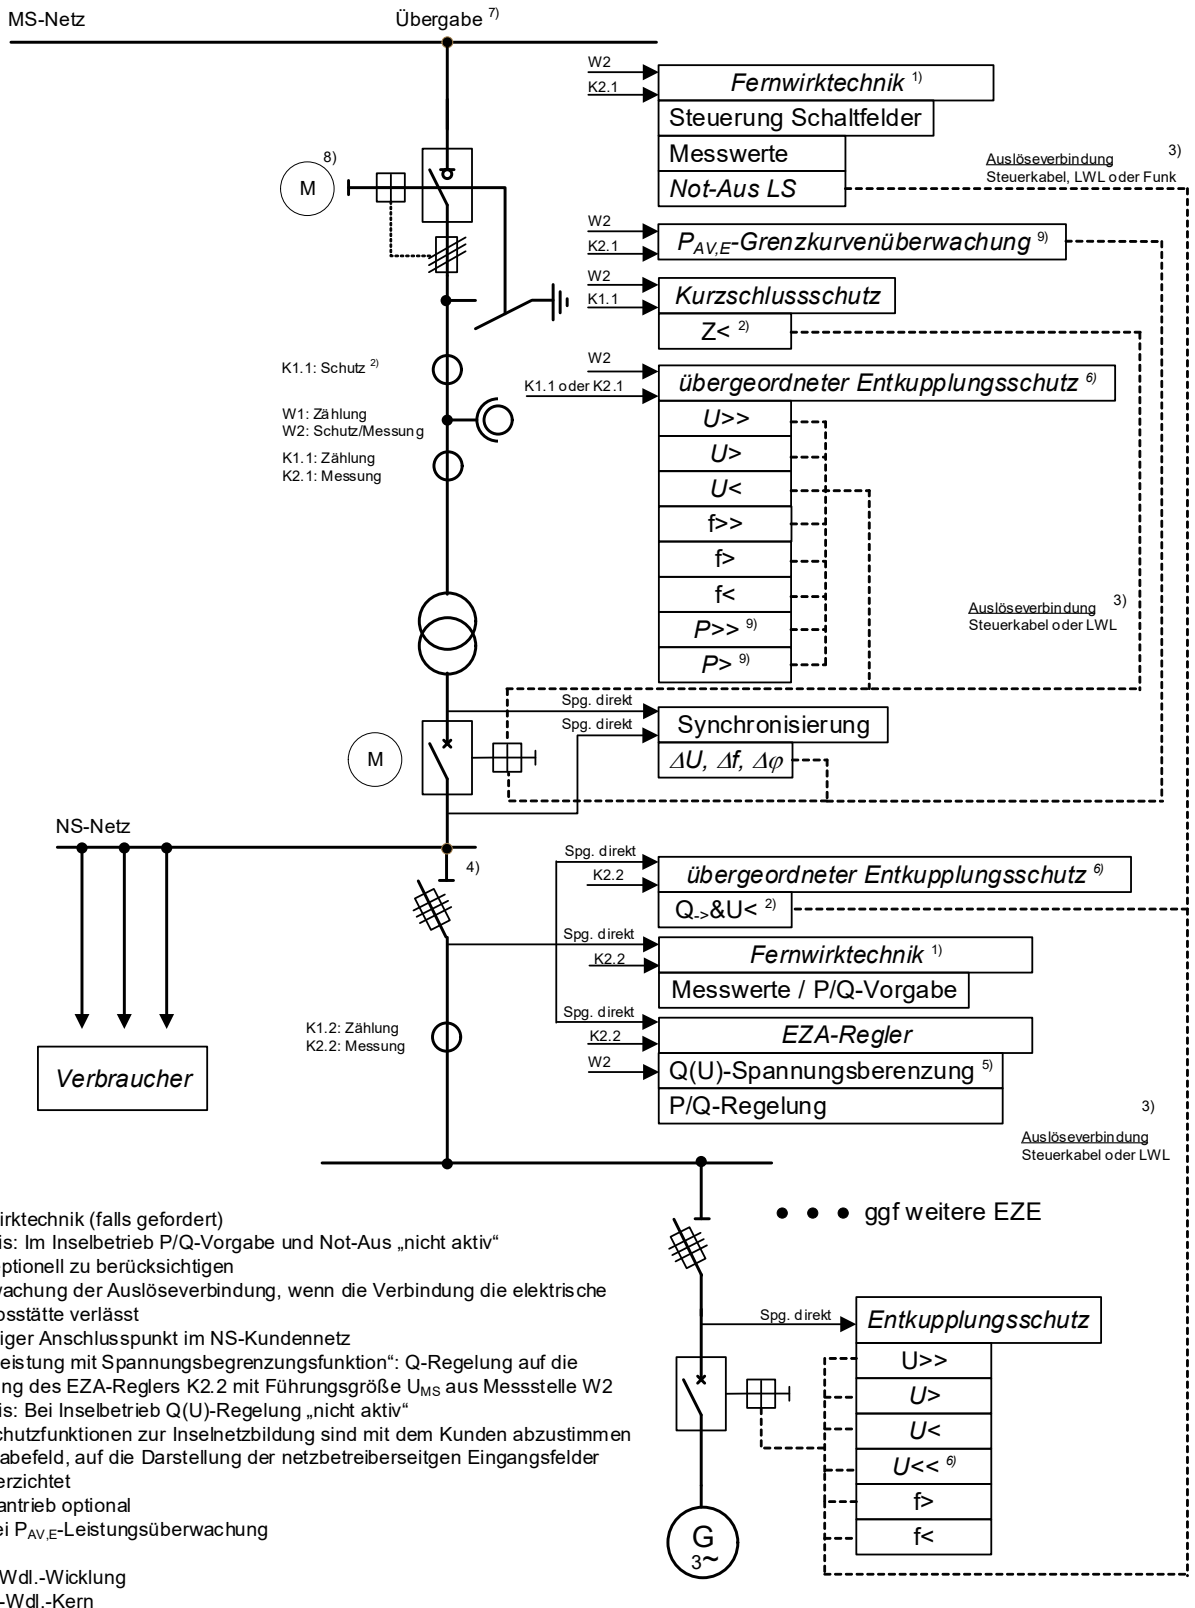 MS-Netz
Übergabe 7)
W2
K2.1
Fernwirktechnik 1)
Steuerung Schaltfelder
Messwerte
Not-Aus LS
Auslöseverbindung 3)
Steuerkabel, LWL oder Funk
8)
M
W2
K2.1
PAV,E-Grenzkurvenüberwachung 9)
W2
K1.1
Kurzschlussschutz
Z< 2)
K1.1: Schutz 2)
W1: Zählung
W2: Schutz/Messung
K1.1: Zählung
K2.1: Messung
W2
K1.1 oder K2.1
übergeordneter Entkupplungsschutz 6)
U>>
U>
U<
f>>
f>
f<
P>> 9)
P> 9)
Auslöseverbindung 3)
Steuerkabel oder LWL
Spg. direkt
Spg. direkt
Synchronisierung
ΔU, Δf, Δφ
M
NS-Netz
4)
Verbraucher
Spg. direkt
K2.2
übergeordneter Entkupplungsschutz 6)
Q->&U< 2)
Spg. direkt
K2.2
Fernwirktechnik 1)
Messwerte / P/Q-Vorgabe
K1.2: Zählung
K2.2: Messung
Spg. direkt
K2.2
W2
EZA-Regler
Q(U)-Spannungsberenzung 5)
P/Q-Regelung
3)
Auslöseverbindung
Steuerkabel oder LWL
ggf weitere EZE
Spg. direkt
Entkupplungsschutz
U>>
U>
U<
U<< 6)
f>
f<
G
3~
irktechnik (falls gefordert)
is: Im Inselbetrieb P/Q-Vorgabe und Not-Aus „nicht aktiv“
ptionell zu berücksichtigen
vachung der Auslöseverbindung, wenn die Verbindung die elektrische
osstätte verlässt
iger Anschlusspunkt im NS-Kundennetz
eistung mit Spannungsbegrenzungsfunktion“: Q-Regelung auf die
ng des EZA-Reglers K2.2 mit Führungsgröße UMS aus Messstelle W2
is: Bei Inselbetrieb Q(U)-Regelung „nicht aktiv“
chutzfunktionen zur Inselnetzbildung sind mit dem Kunden abzustimmen
abefeld, auf die Darstellung der netzbetreiberseitgen Eingangsfelder
erzichtet
antrieb optional
ei PAV,E-Leistungsüberwachung
Wdl.-Wicklung
-Wdl.-Kern